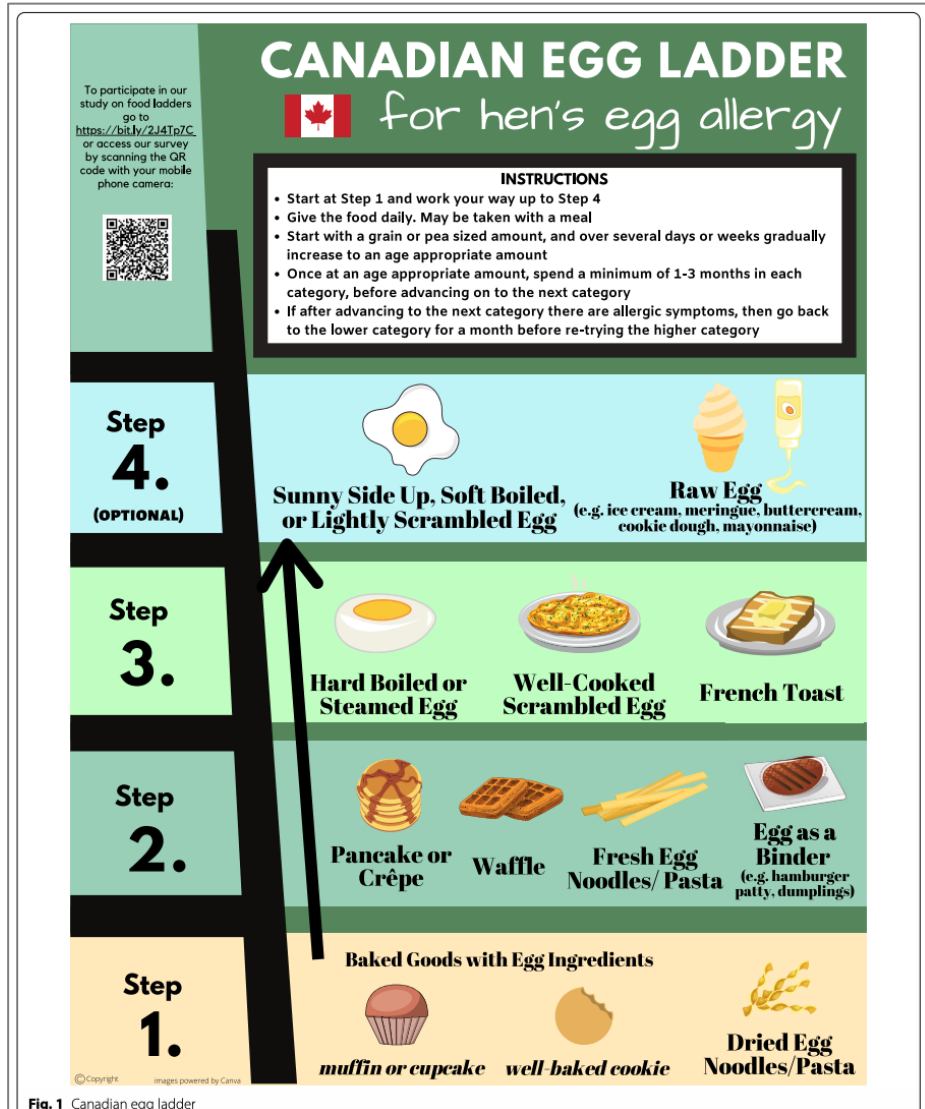 To participate in our
study on food ladders
go to
https://bit.ly/2J4Tp7C
or access our survey
by scanning the QR
code with your mobile
phone camera:
CANADIAN EGG LADDER
for hen's egg allergy
INSTRUCTIONS
• Start at Step 1 and work your way up to Step 4
• Give the food daily. May be taken with a meal
• Start with a grain or pea sized amount, and over several days or weeks gradually
increase to an age appropriate amount
• Once at an age appropriate amount, spend a minimum of 1-3 months in each
category, before advancing on to the next category
• If after advancing to the next category there are allergic symptoms, then go back
to the lower category for a month before re-trying the higher category
Step
4.
(OPTIONAL)
Sunny Side Up, Soft Boiled,
or Lightly Scrambled Egg
Raw Egg
(e.g. ice cream, meringue, buttercream,
cookie dough, mayonnaise)
Step
3.
Hard Boiled or
Steamed Egg
Well-Cooked
Scrambled Egg
French Toast
Step
2.
Pancake or
Crêpe
Waffle
Fresh Egg
Noodles/ Pasta
Egg as a
Binder
(e.g. hamburger
patty, dumplings)
Step
1.
Baked Goods with Egg Ingredients
muffin or cupcake
well-baked cookie
Dried Egg
Noodles/Pasta
©Copyright
images powered by Canva
Fig. 1 Canadian egg ladder